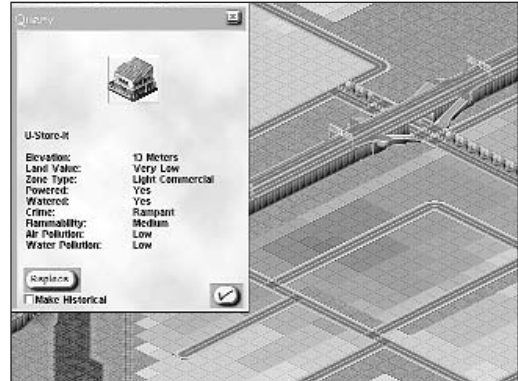 Query
U-Store-It
Elevation: 13 Meters
Land Value: Very Low
Zone Type: Light Commercial
Powered: Yes
Watered: Yes
Crime: Rampant
Flammability: Medium
Air Pollution: Low
Water Pollution: Low
Replace
Make Historical